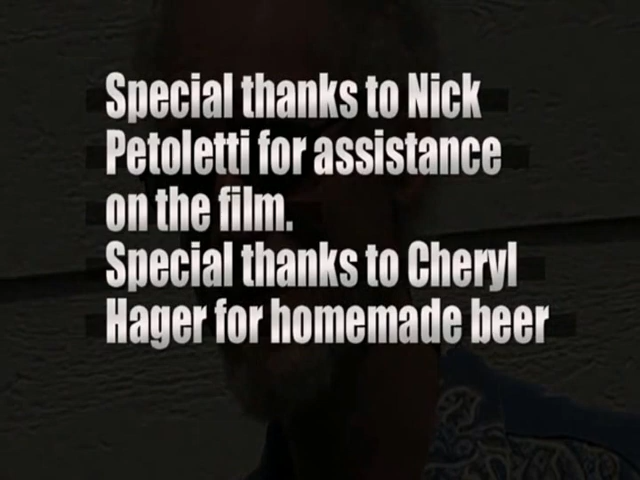 Special thanks to Nick
Petoletti for assistance
on the film.
Special thanks to Cheryl
Hager for homemade beer